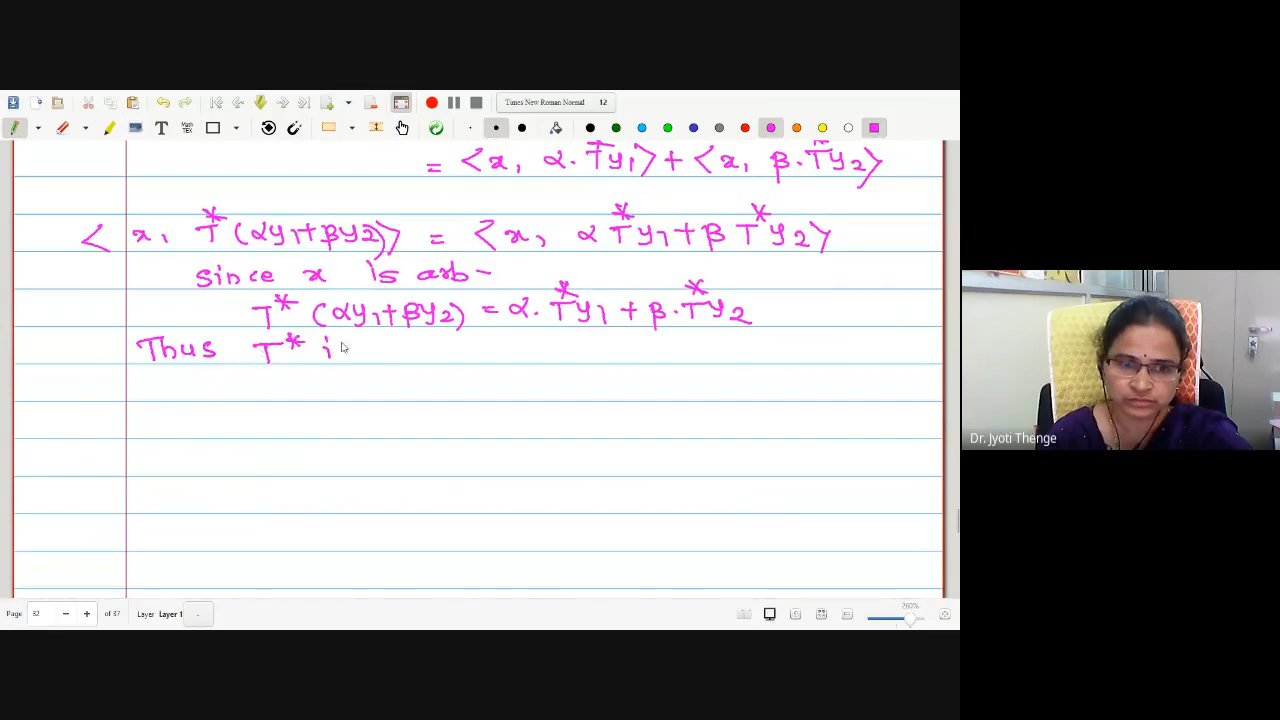 Times New Roman Normal 12
= <x, α.T*y1> + <x, β.T*y2>
<x, T*(αy1+βy2)> = <x, α T*y1 + β T*y2>
since x is arb-
T*(αy1+βy2) = α.T*y1 + β.T*y2
Thus T* i
Dr. Jyoti Thenge
Page 32 of 37 Layer Layer 1 260%